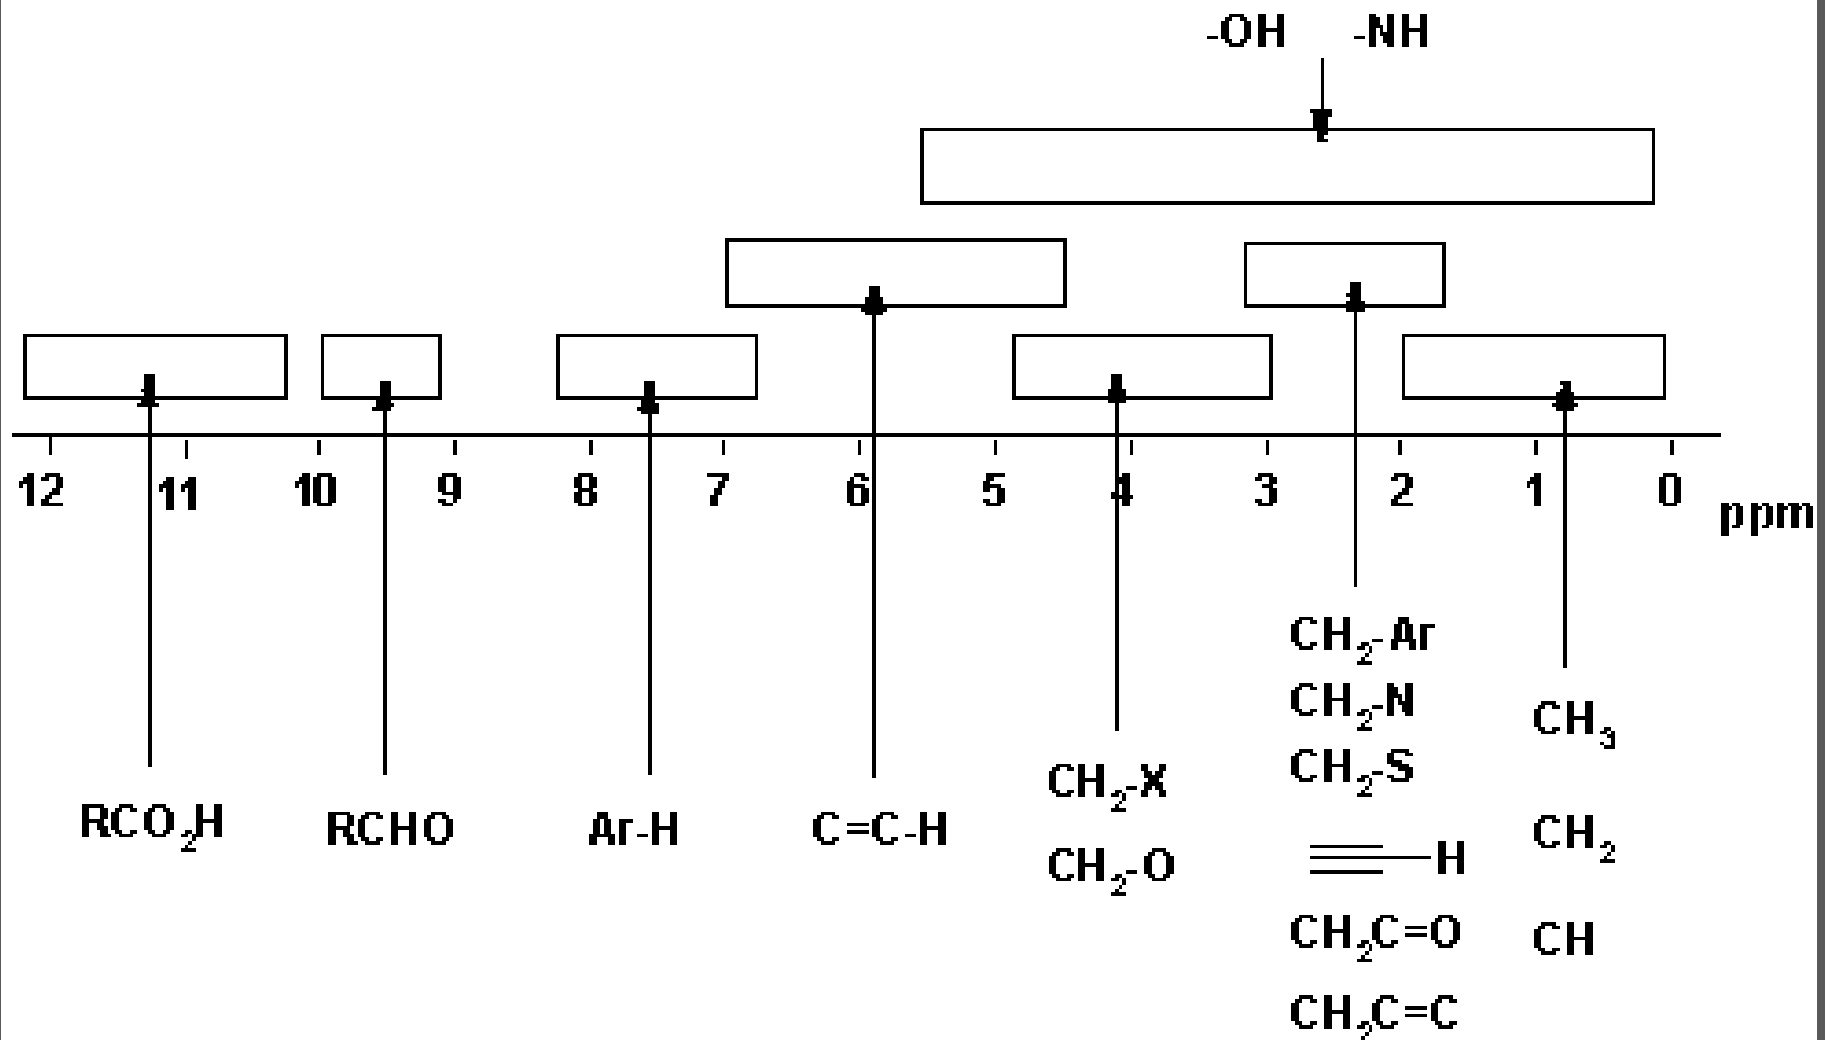 -OH -NH
12 11 10 9 8 7 6 5 4 3 2 1 0 ppm
RCO₂H
RCHO
Ar-H
C=C-H
CH₂-X
CH₂-O
CH₂-Ar
CH₂-N
CH₂-S
≡—H
CH₂C=O
CH₂C=C
CH₃
CH₂
CH